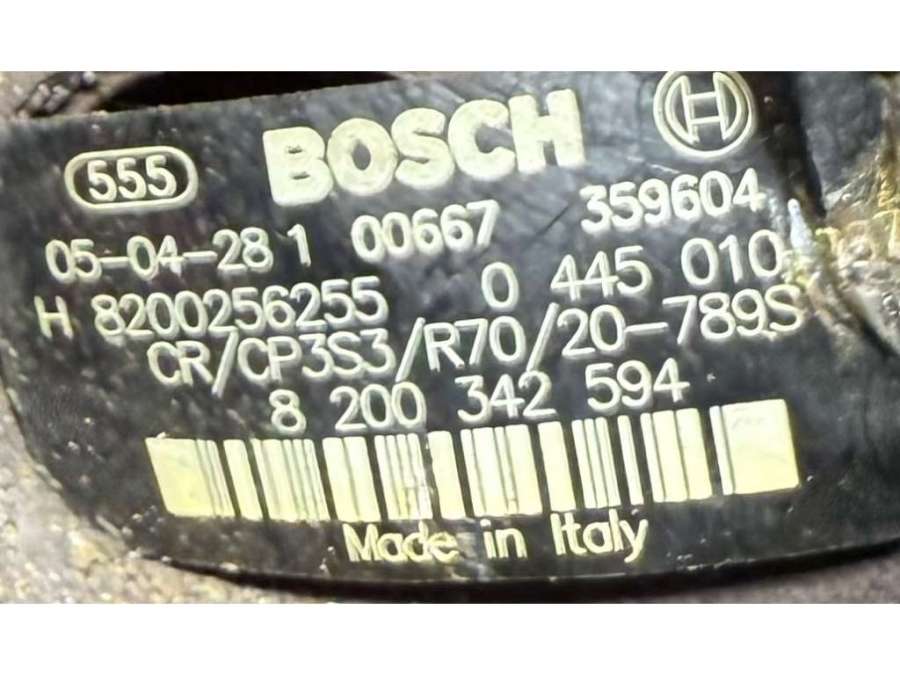 555 BOSCH H
05-04-28 1 00667 359604
H 8200256255 0 445 010
CR/CP3S3/R70/20-789S
8 200 342 594
Made in Italy